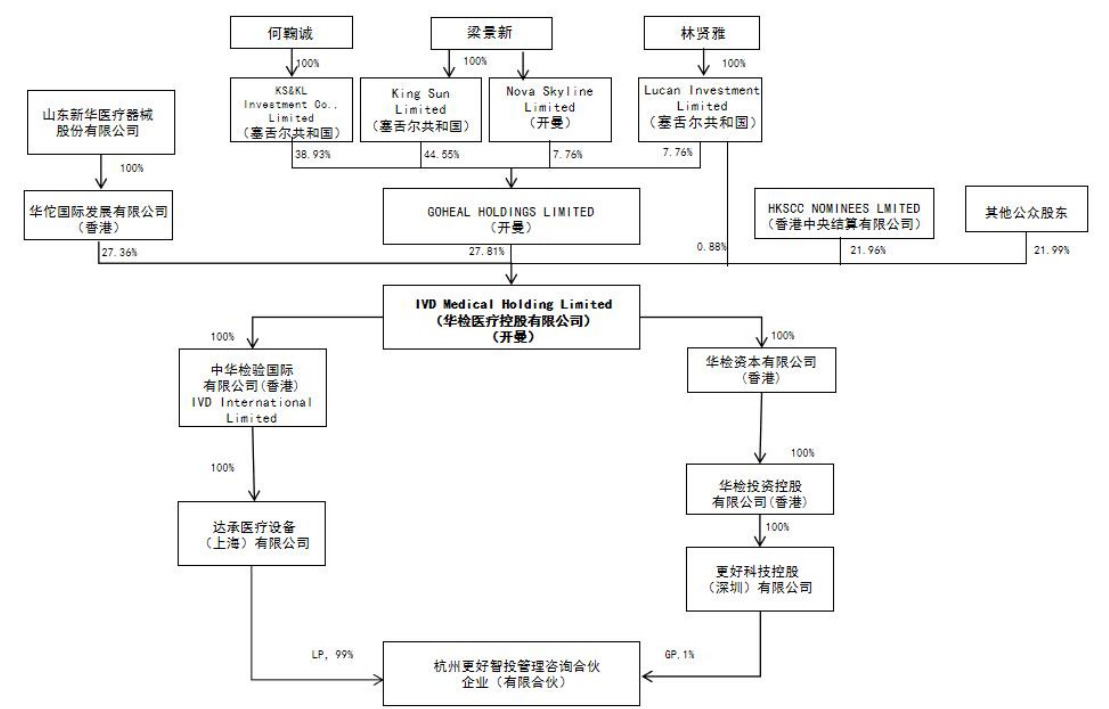 何鞠诚
梁景新
林贤雅
100%
100%
100%
KS&KL
Investment Co.,
Limited
（塞舌尔共和国）
King Sun
Limited
（塞舌尔共和国）
Nova Skyline
Limited
（开曼）
Lucan Investment
Limited
（塞舌尔共和国）
山东新华医疗器械
股份有限公司
38.93%
44.55%
7.76%
7.76%
100%
华佗国际发展有限公司
（香港）
GOHEAL HOLDINGS LIMITED
（开曼）
HKSCC NOMINEES LMITED
（香港中央结算有限公司）
其他公众股东
27.36%
27.81%
0.88%
21.96%
21.99%
IVD Medical Holding Limited
（华检医疗控股有限公司）
（开曼）
100%
100%
中华检验国际
有限公司(香港)
IVD International
Limited
华检资本有限公司
(香港)
100%
100%
华检投资控股
有限公司(香港)
100%
达承医疗设备
（上海）有限公司
更好科技控股
（深圳）有限公司
LP, 99%
GP,1%
杭州更好智投管理咨询合伙
企业（有限合伙）